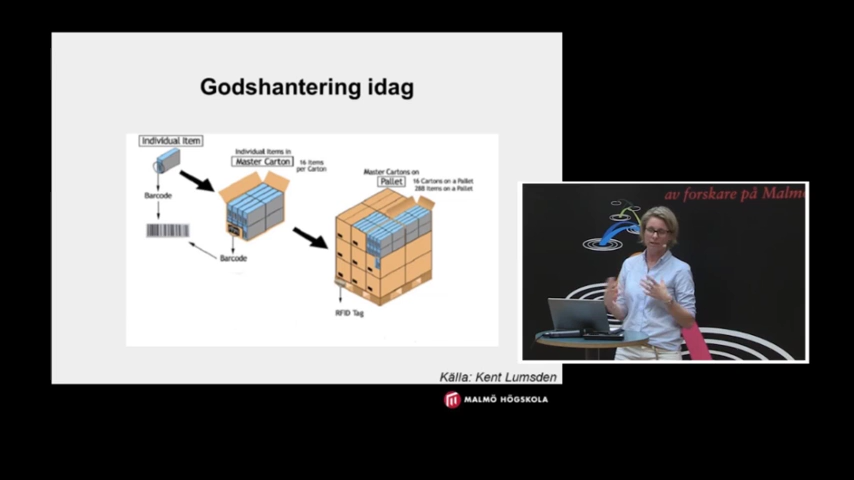 Godshantering idag
Individual Item
Individual Items in
Master Carton
16 Items
per Carton
Master Cartons on
Pallet
16 Cartons on a Pallet
288 Items on a Pallet
Barcode
Barcode
RFID Tag
av forskare på Malmö
Källa: Kent Lumsden
MALMÖ HÖGSKOLA